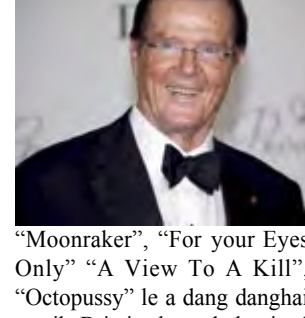 “Moonraker”, “For your Eyes
Only” “A View To A Kill”,
“Octopussy” le a dang danghai